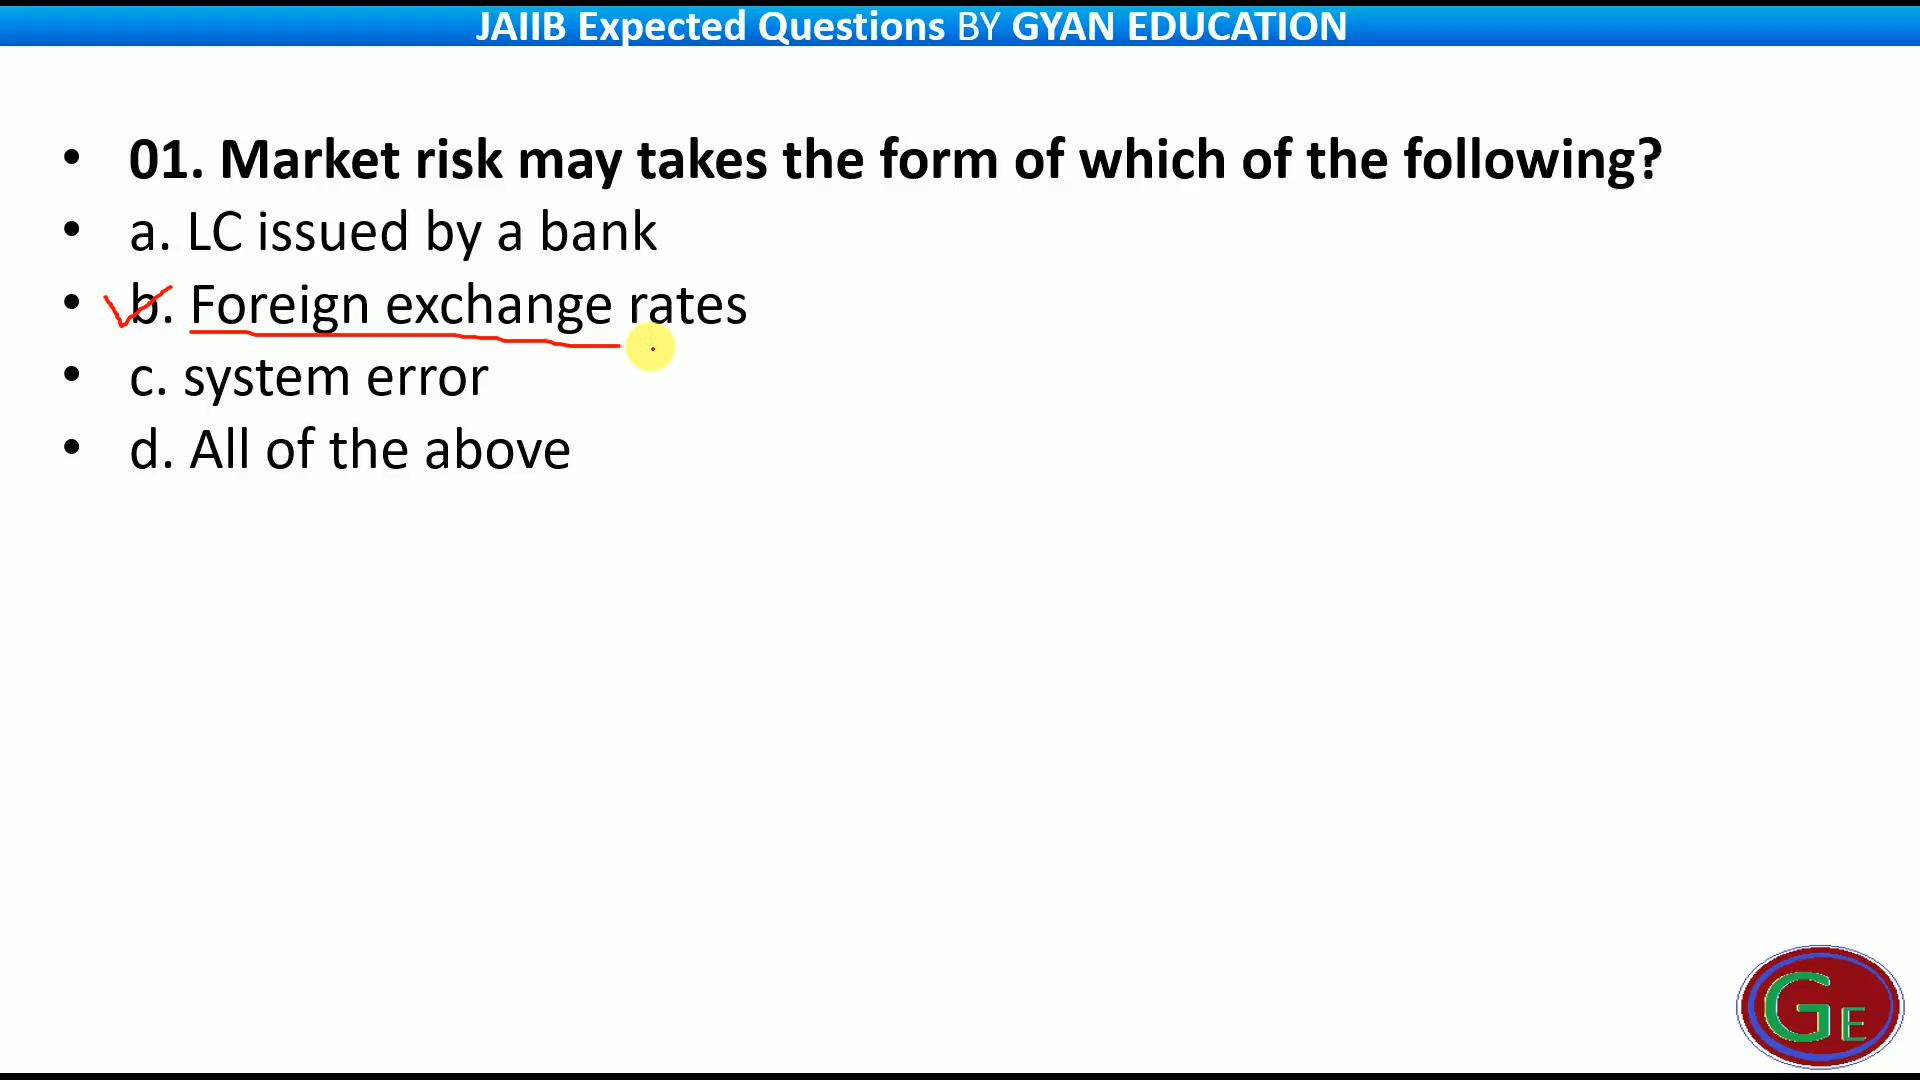 JAIIB Expected Questions BY GYAN EDUCATION
• 01. Market risk may takes the form of which of the following?
• a. LC issued by a bank
• b. Foreign exchange rates
• c. system error
• d. All of the above
GE